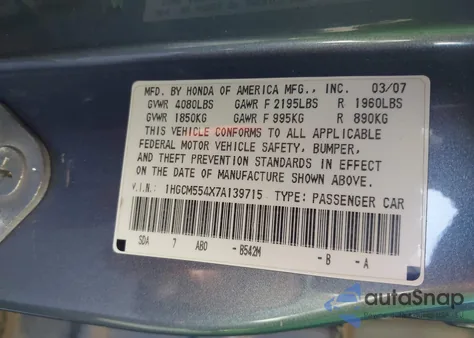 MFD. BY HONDA OF AMERICA MFG., INC. 03/07
GVWR 4080LBS GAWR F 2195LBS R 1960LBS
GVWR 1850KG GAWR F 995KG R 890KG
THIS VEHICLE CONFORMS TO ALL APPLICABLE
FEDERAL MOTOR VEHICLE SAFETY, BUMPER,
AND THEFT PREVENTION STANDARDS IN EFFECT
ON THE DATE OF MANUFACTURE SHOWN ABOVE.
V.I.N.: 1HGCM554X7A139715 TYPE: PASSENGER CAR
SDA 7 AB0 - B542M - B - A
autoSnap